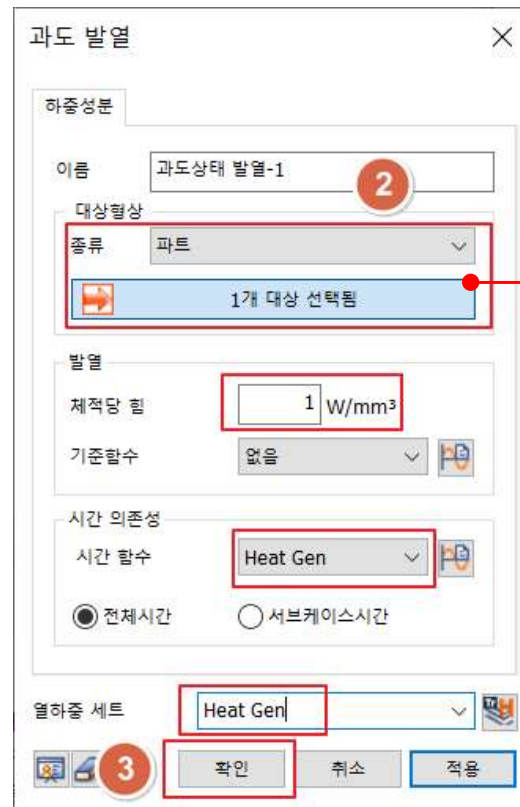 과도 발열
하중성분
이름 과도상태 발열-1
2
대상형상
종류 파트
1개 대상 선택됨
발열
체적당 힘 1 W/mm³
기준함수 없음
시간 의존성
시간 함수 Heat Gen
전체시간 서브케이스시간
열하중 세트 Heat Gen
3 확인 취소 적용